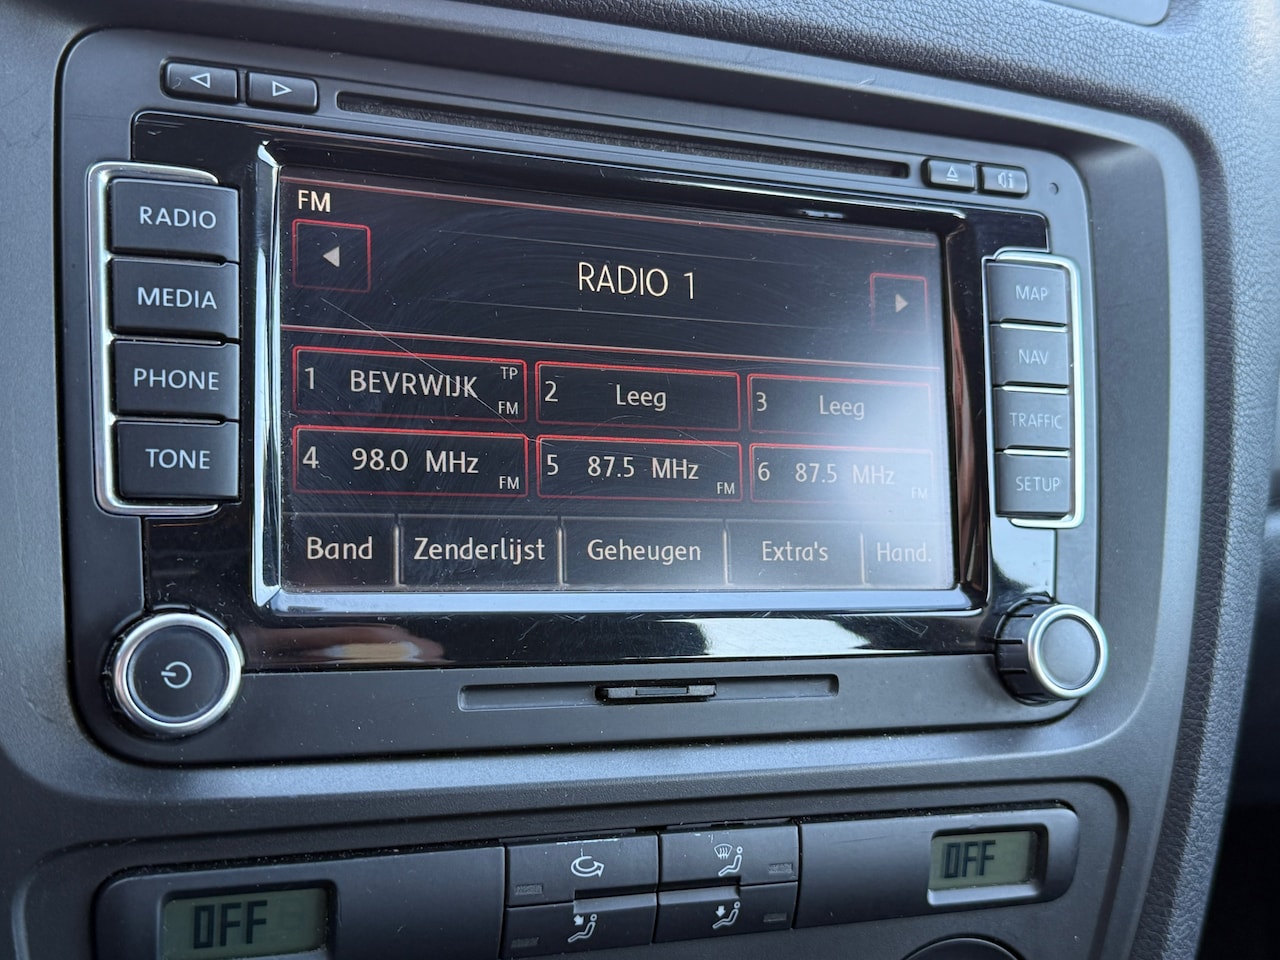 RADIO
MEDIA
PHONE
TONE
FM
RADIO 1
1 BEVRWIJK TP FM
2 Leeg
3 Leeg
4 98.0 MHz FM
5 87.5 MHz FM
6 87.5 MHz FM
Band Zenderlijst Geheugen Extra's Hand.
MAP
NAV
TRAFFIC
SETUP
OFF
OFF